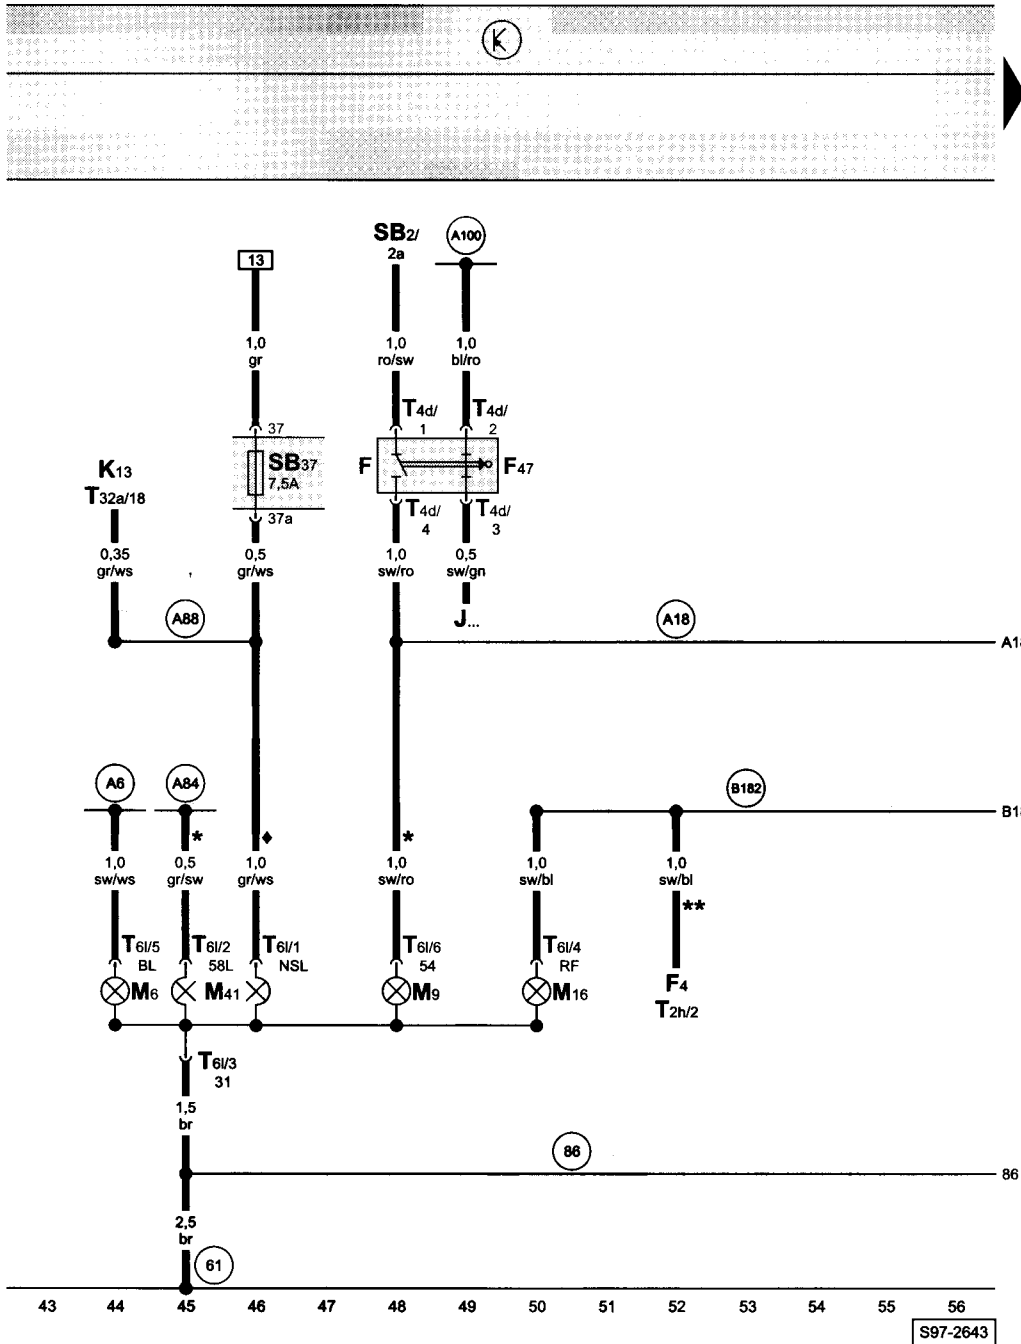 K
SB2/
2a
A100
13
1,0
gr
1,0
ro/sw
1,0
bl/ro
T4d/
1
T4d/
2
37
K13
T32a/18
SB37
7,5A
F
F47
37a
T4d/
4
T4d/
3
0,35
gr/ws
0,5
gr/ws
1,0
sw/ro
0,5
sw/gn
A88
J...
A18
A18
A6
A84
B182
B18
*
♦
*
1,0
sw/ws
0,5
gr/sw
1,0
gr/ws
1,0
sw/ro
1,0
sw/bl
1,0
sw/bl
**
T6l/5
BL
T6l/2
58L
T6l/1
NSL
T6l/6
54
T6l/4
RF
M6
M41
M9
M16
F4
T2h/2
T6l/3
31
1,5
br
86
86
2,5
br
61
43 44 45 46 47 48 49 50 51 52 53 54 55 56
S97-2643